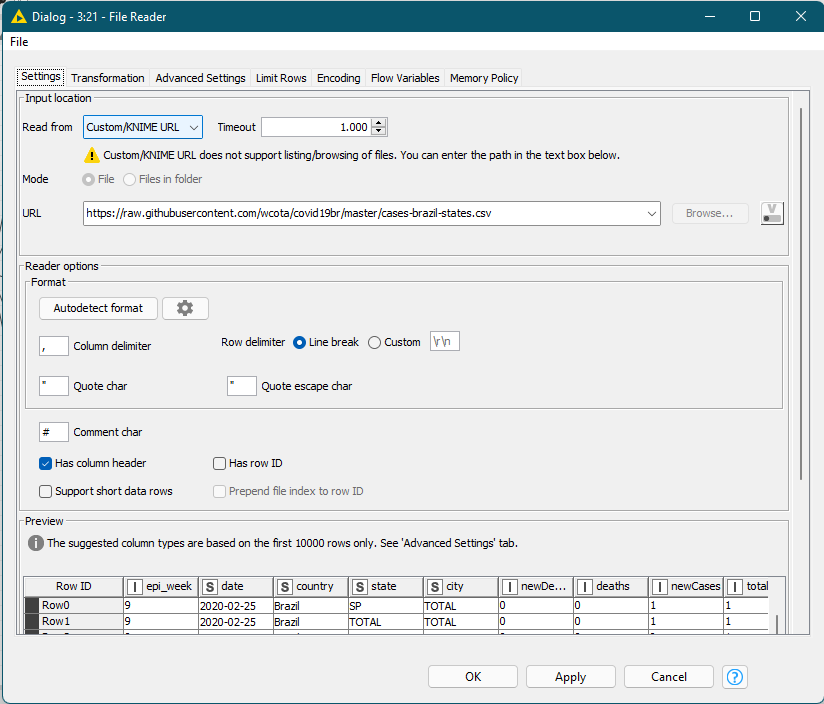 Dialog - 3:21 - File Reader
File
Settings Transformation Advanced Settings Limit Rows Encoding Flow Variables Memory Policy
Input location
Read from Custom/KNIME URL Timeout 1.000
Custom/KNIME URL does not support listing/browsing of files. You can enter the path in the text box below.
Mode File Files in folder
URL https://raw.githubusercontent.com/wcota/covid19br/master/cases-brazil-states.csv Browse... V
Reader options
Format
Autodetect format
, Column delimiter Row delimiter Line break Custom \r\n
" Quote char " Quote escape char
# Comment char
Has column header Has row ID
Support short data rows Prepend file index to row ID
Preview
The suggested column types are based on the first 10000 rows only. See 'Advanced Settings' tab.
Row ID I epi_week S date S country S state S city I newDe... I deaths I newCases I total
Row0 9 2020-02-25 Brazil SP TOTAL 0 0 1 1
Row1 9 2020-02-25 Brazil TOTAL TOTAL 0 0 1 1
OK Apply Cancel ?